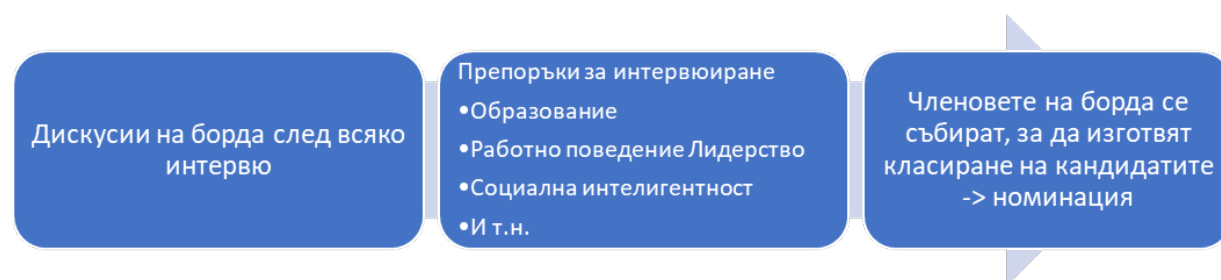 Дискусии на борда след всяко
интервю
Препоръки за интервюиране
•Образование
•Работно поведение Лидерство
•Социална интелигентност
•И т.н.
Членовете на борда се
събират, за да изготвят
класиране на кандидатите
-> номинация